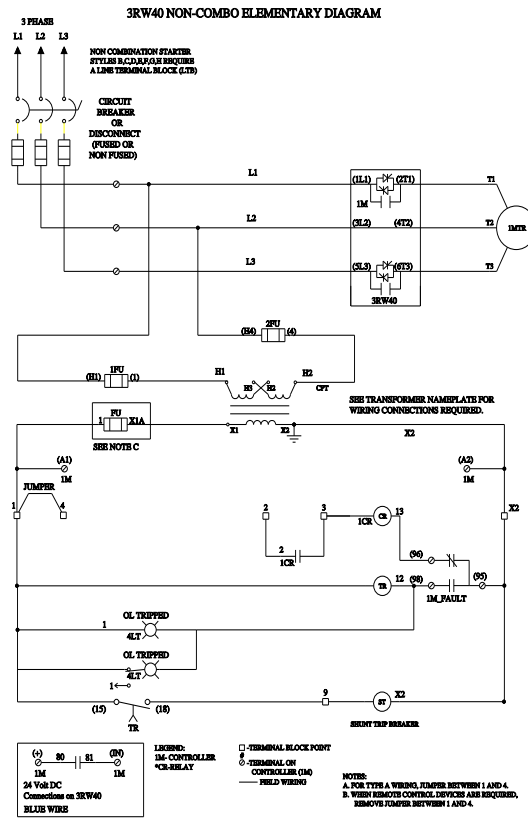 3RW40 NON-COMBO ELEMENTARY DIAGRAM
3 PHASE
L1 L2 L3
NON COMBINATION STARTER
STYLES B,C,D,E,F,G,H REQUIRE
A LINE TERMINAL BLOCK (LTB)
CIRCUIT
BREAKER
OR
DISCONNECT
(FUSED OR
NON FUSED)
L1
(1L1) (2T1)
1M
T1
L2
(3L2) (4T2)
T2
1MTR
L3
(5L3) (6T3)
T3
3RW40
2FU
(H4) (4)
1FU
(H1) (1)
H1 H3 H2 H2
CPT
SEE TRANSFORMER NAMEPLATE FOR
WIRING CONNECTIONS REQUIRED.
FU
1 X1A
SEE NOTE C
X1 X2
X2
(A1)
1M
(A2)
1M
JUMPER
1 4
2 3
CR 13
1CR
X2
2
1CR
(96)
TR 12 (98) (95)
1M_FAULT
OL TRIPPED
1
4LT
OL TRIPPED
4LT
1
(15) (18)
TR
9
ST X2
SHUNT TRIP BREAKER
(+) 80 81 (IN)
1M 1M
24 Volt DC
Connections on 3RW40
BLUE WIRE
LEGEND:
1M- CONTROLLER
*CR-RELAY
-TERMINAL BLOCK POINT
#
-TERMINAL ON
CONTROLLER (1M)
FIELD WIRING
NOTES:
A. FOR TYPE A WIRING, JUMPER BETWEEN 1 AND 4.
B. WHEN REMOTE CONTROL DEVICES ARE REQUIRED,
REMOVE JUMPER BETWEEN 1 AND 4.